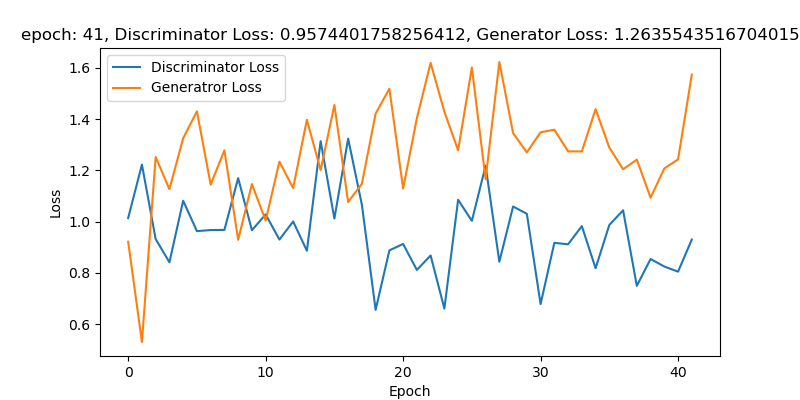 epoch: 41, Discriminator Loss: 0.9574401758256412, Generator Loss: 1.2635543516704015
Discriminator Loss
Generatror Loss
1.6
1.4
1.2
1.0
0.8
0.6
Loss
0
10
20
30
40
Epoch